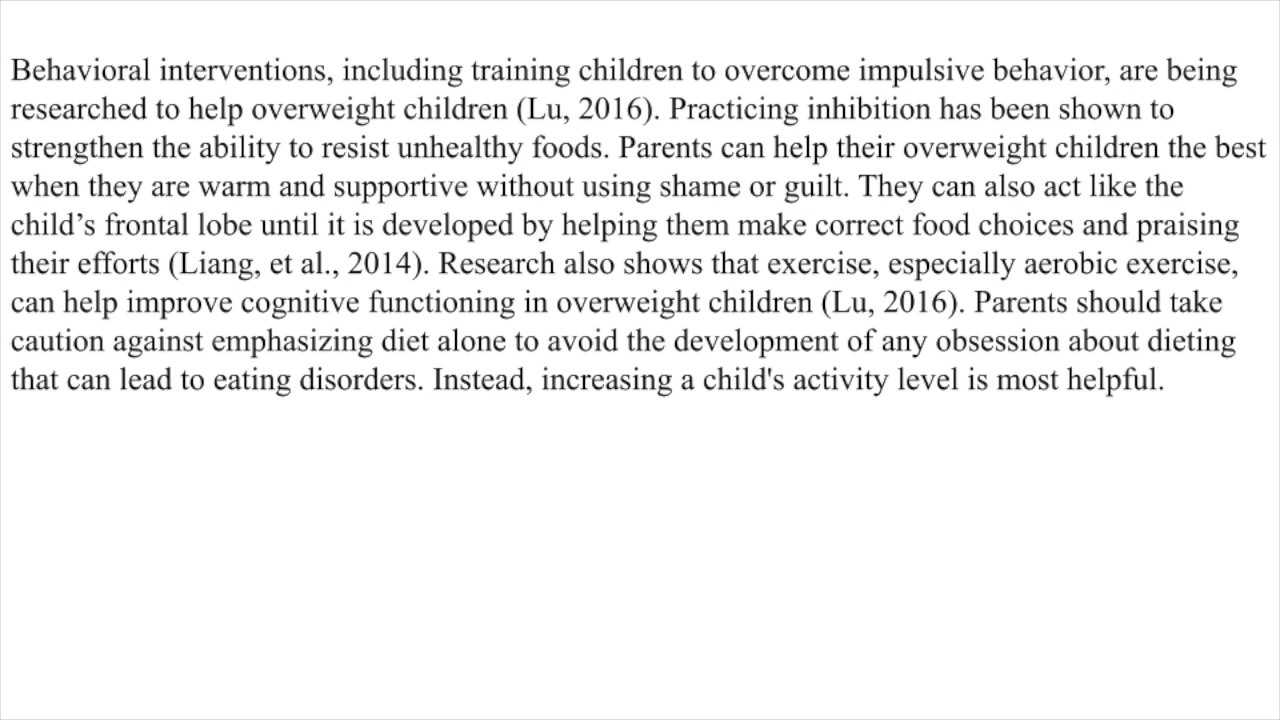 Behavioral interventions, including training children to overcome impulsive behavior, are being
researched to help overweight children (Lu, 2016). Practicing inhibition has been shown to
strengthen the ability to resist unhealthy foods. Parents can help their overweight children the best
when they are warm and supportive without using shame or guilt. They can also act like the
child’s frontal lobe until it is developed by helping them make correct food choices and praising
their efforts (Liang, et al., 2014). Research also shows that exercise, especially aerobic exercise,
can help improve cognitive functioning in overweight children (Lu, 2016). Parents should take
caution against emphasizing diet alone to avoid the development of any obsession about dieting
that can lead to eating disorders. Instead, increasing a child's activity level is most helpful.